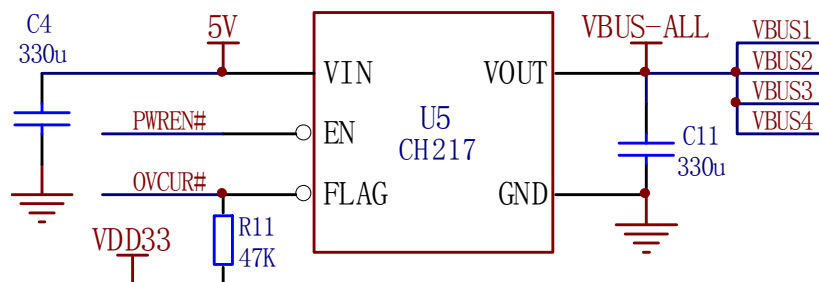 C4
330u
5V
VBUS-ALL
VBUS1
VBUS2
VBUS3
VBUS4
VIN
VOUT
PWREN#
EN
U5
CH217
C11
330u
OVCUR#
FLAG
GND
R11
47K
VDD33